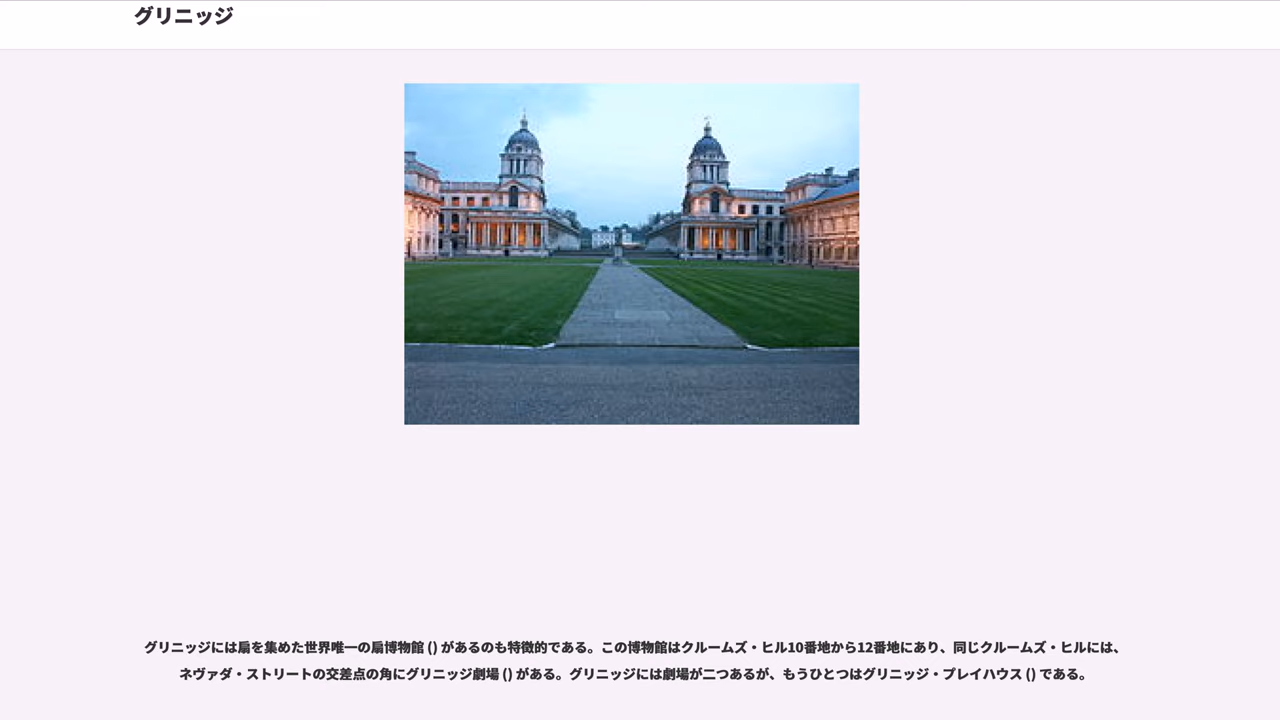 グリニッジ
グリニッジには扇を集めた世界唯一の扇博物館 () があるのも特徴的である。この博物館はクルームズ・ヒル10番地から12番地にあり、同じクルームズ・ヒルには、
ネヴァダ・ストリートの交差点の角にグリニッジ劇場 () がある。グリニッジには劇場が二つあるが、もうひとつはグリニッジ・プレイハウス () である。